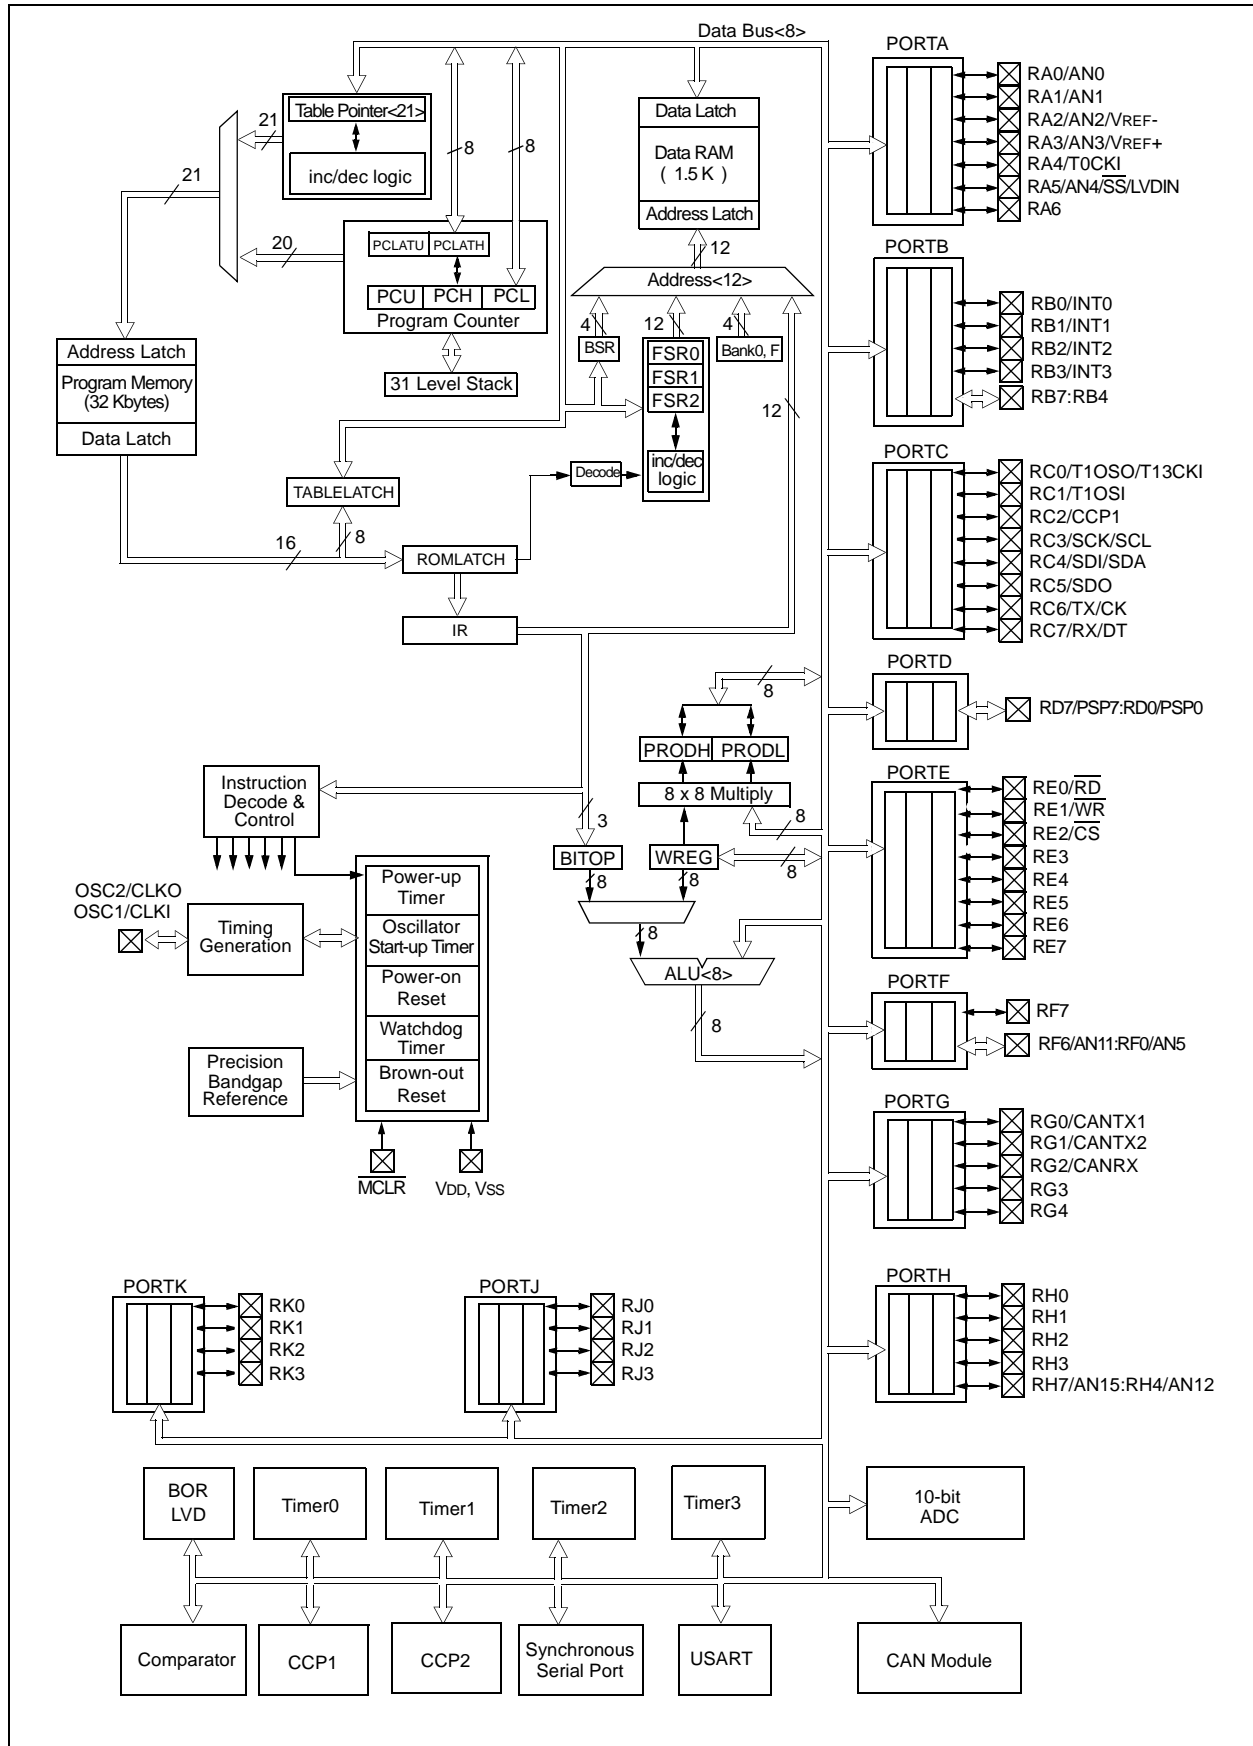 Data Bus<8>
Table Pointer<21>
inc/dec logic
21
21
20
8
8
PCLATU
PCLATH
PCU
PCH
PCL
Program Counter
31 Level Stack
Address Latch
Program Memory
(32 Kbytes)
Data Latch
Data Latch
Data RAM
( 1.5 K )
Address Latch
12
Address<12>
4
12
4
BSR
FSR0
FSR1
FSR2
inc/dec
logic
Bank0, F
12
TABLELATCH
Decode
16
8
ROMLATCH
IR
8
PRODH
PRODL
8 x 8 Multiply
8
3
BITOP
WREG
8
8
8
8
ALU<8>
8
Instruction
Decode &
Control
OSC2/CLKO
OSC1/CLKI
Timing
Generation
Power-up
Timer
Oscillator
Start-up Timer
Power-on
Reset
Watchdog
Timer
Brown-out
Reset
Precision
Bandgap
Reference
MCLR
VDD, VSS
PORTA
RA0/AN0
RA1/AN1
RA2/AN2/VREF-
RA3/AN3/VREF+
RA4/T0CKI
RA5/AN4/SS/LVDIN
RA6
PORTB
RB0/INT0
RB1/INT1
RB2/INT2
RB3/INT3
RB7:RB4
PORTC
RC0/T1OSO/T13CKI
RC1/T1OSI
RC2/CCP1
RC3/SCK/SCL
RC4/SDI/SDA
RC5/SDO
RC6/TX/CK
RC7/RX/DT
PORTD
RD7/PSP7:RD0/PSP0
PORTE
RE0/RD
RE1/WR
RE2/CS
RE3
RE4
RE5
RE6
RE7
PORTF
RF7
RF6/AN11:RF0/AN5
PORTG
RG0/CANTX1
RG1/CANTX2
RG2/CANRX
RG3
RG4
PORTH
RH0
RH1
RH2
RH3
RH7/AN15:RH4/AN12
PORTK
RK0
RK1
RK2
RK3
PORTJ
RJ0
RJ1
RJ2
RJ3
BOR
LVD
Timer0
Timer1
Timer2
Timer3
10-bit
ADC
Comparator
CCP1
CCP2
Synchronous
Serial Port
USART
CAN Module